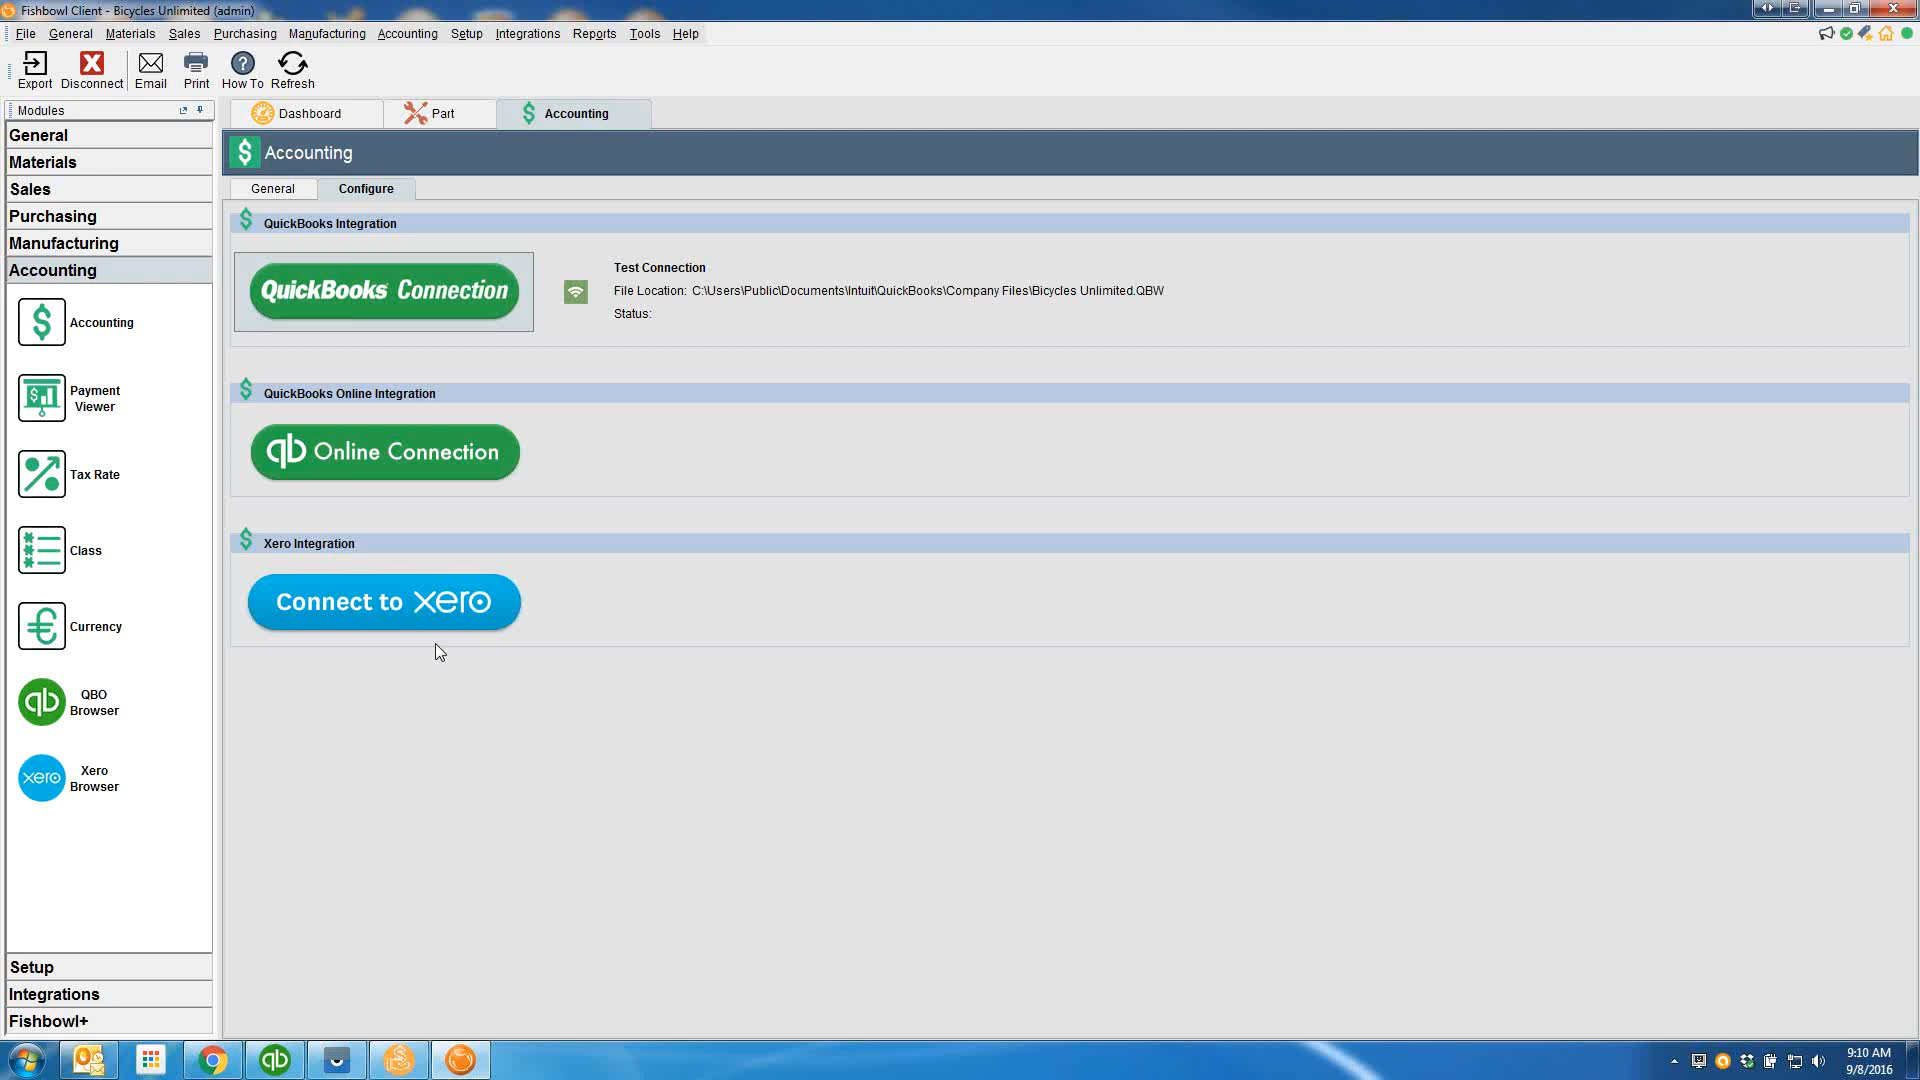 Fishbowl Client - Bicycles Unlimited (admin)
File General Materials Sales Purchasing Manufacturing Accounting Setup Integrations Reports Tools Help
Export Disconnect Email Print How To Refresh
Modules
General
Materials
Sales
Purchasing
Manufacturing
Accounting
Accounting
Payment
Viewer
Tax Rate
Class
Currency
QBO
Browser
xero
Xero
Browser
Setup
Integrations
Fishbowl+
Dashboard Part Accounting
Accounting
General Configure
QuickBooks Integration
QuickBooks Connection
Test Connection
File Location: C:\Users\Public\Documents\Intuit\QuickBooks\Company Files\Bicycles Unlimited.QBW
Status:
QuickBooks Online Integration
qb Online Connection
Xero Integration
Connect to xero
9:10 AM
9/8/2016